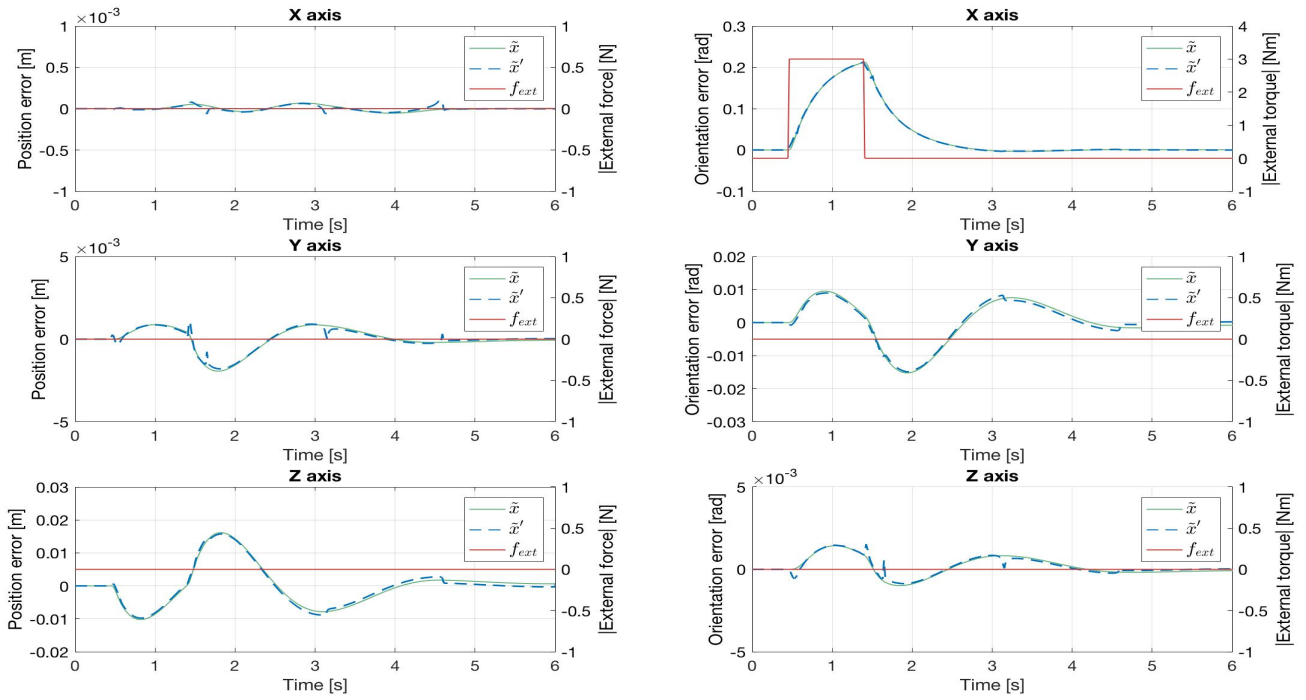 X axis
×10⁻³
1
0.5
0
-0.5
-1
Position error [m]
1
0.5
0
-0.5
-1
|External force| [N]
x̃
x̃′
f_ext
0 1 2 3 4 5 6
Time [s]
X axis
0.3
0.2
0.1
0
-0.1
Orientation error [rad]
4
3
2
1
0
-1
|External torque| [Nm]
x̃
x̃′
f_ext
0 1 2 3 4 5 6
Time [s]
Y axis
×10⁻³
5
0
-5
Position error [m]
1
0.5
0
-0.5
-1
|External force| [N]
x̃
x̃′
f_ext
0 1 2 3 4 5 6
Time [s]
Y axis
0.02
0.01
0
-0.01
-0.02
-0.03
Orientation error [rad]
1
0.5
0
-0.5
-1
|External torque| [Nm]
x̃
x̃′
f_ext
0 1 2 3 4 5 6
Time [s]
Z axis
0.03
0.02
0.01
0
-0.01
-0.02
Position error [m]
1
0.5
0
-0.5
-1
|External force| [N]
x̃
x̃′
f_ext
0 1 2 3 4 5 6
Time [s]
Z axis
×10⁻³
5
0
-5
Orientation error [rad]
1
0.5
0
-0.5
-1
|External torque| [Nm]
x̃
x̃′
f_ext
0 1 2 3 4 5 6
Time [s]